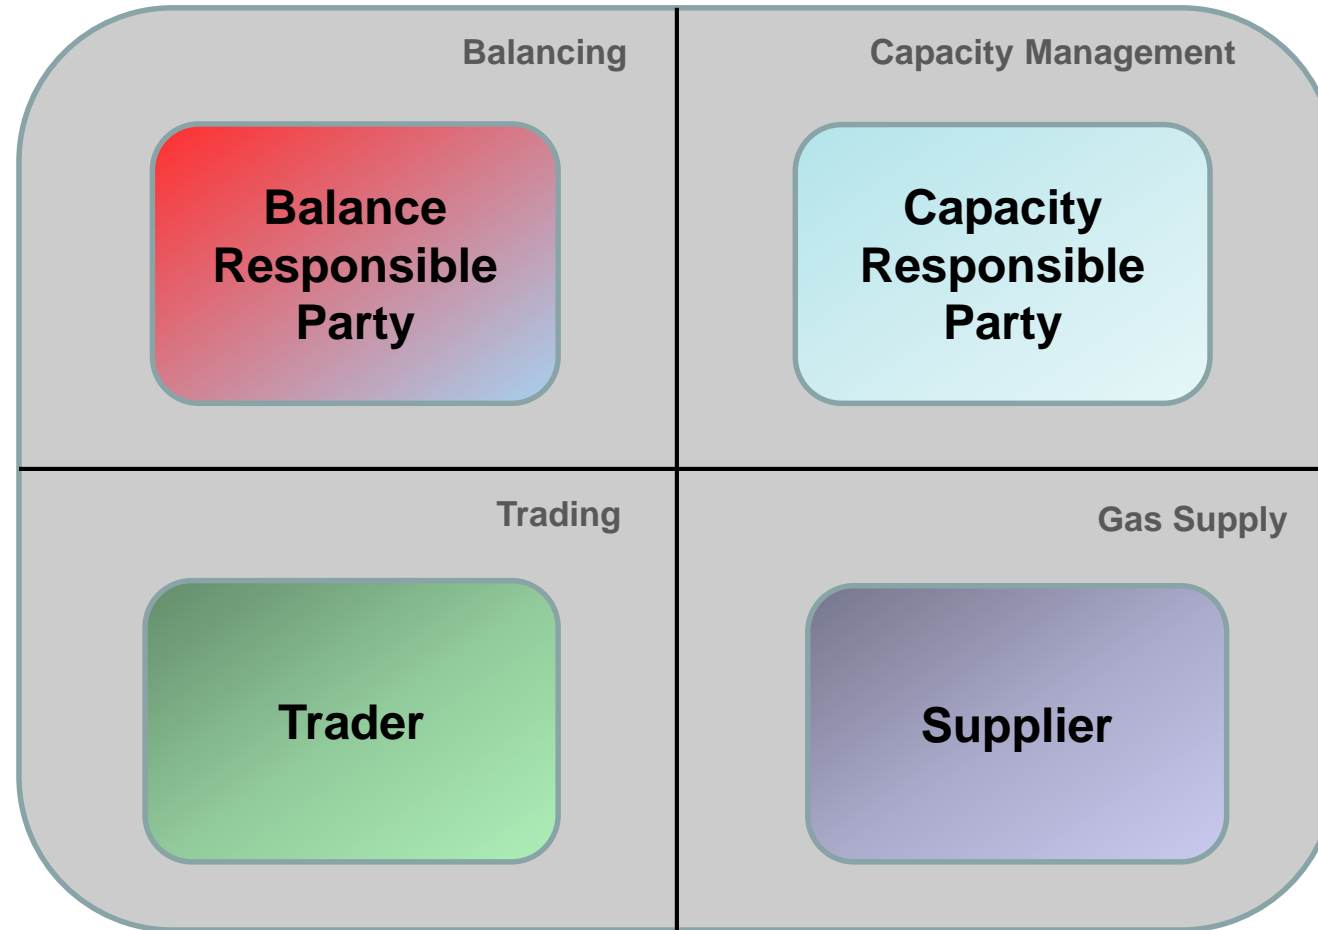 Balancing
Balance
Responsible
Party
Capacity Management
Capacity
Responsible
Party
Trading
Trader
Gas Supply
Supplier